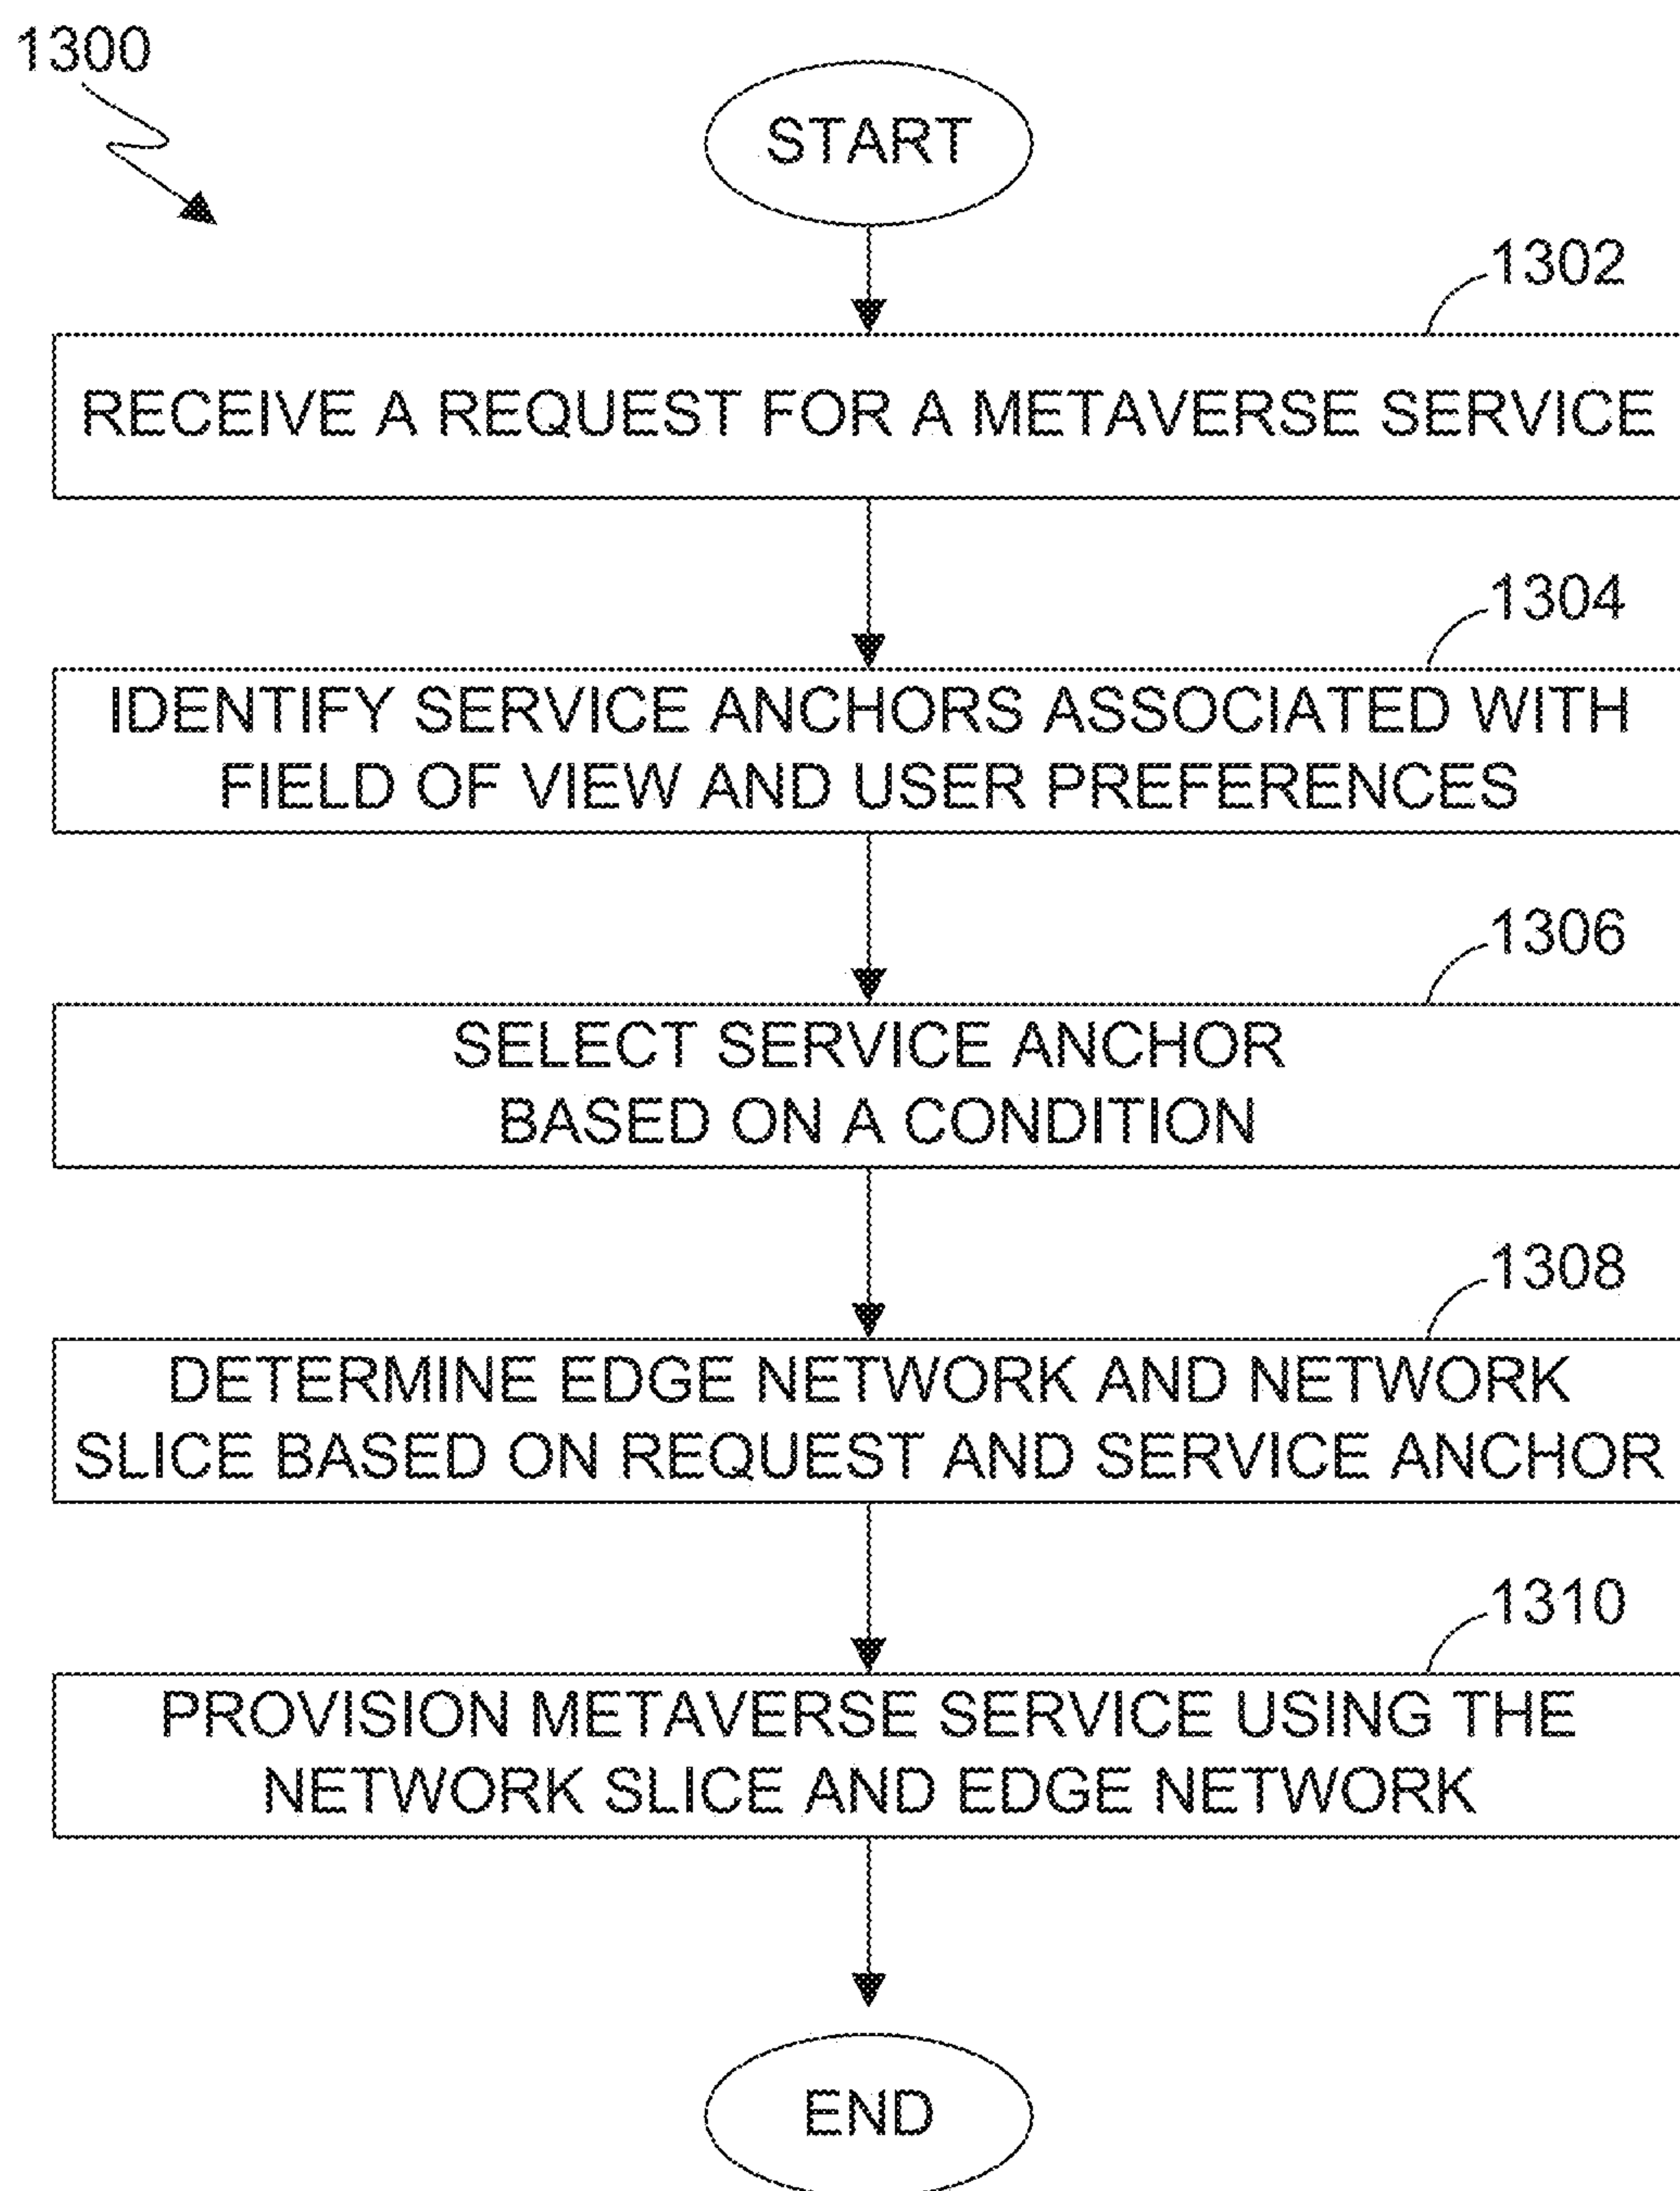 1300
START
1302
RECEIVE A REQUEST FOR A METAVERSE SERVICE
1304
IDENTIFY SERVICE ANCHORS ASSOCIATED WITH
FIELD OF VIEW AND USER PREFERENCES
1306
SELECT SERVICE ANCHOR
BASED ON A CONDITION
1308
DETERMINE EDGE NETWORK AND NETWORK
SLICE BASED ON REQUEST AND SERVICE ANCHOR
1310
PROVISION METAVERSE SERVICE USING THE
NETWORK SLICE AND EDGE NETWORK
END